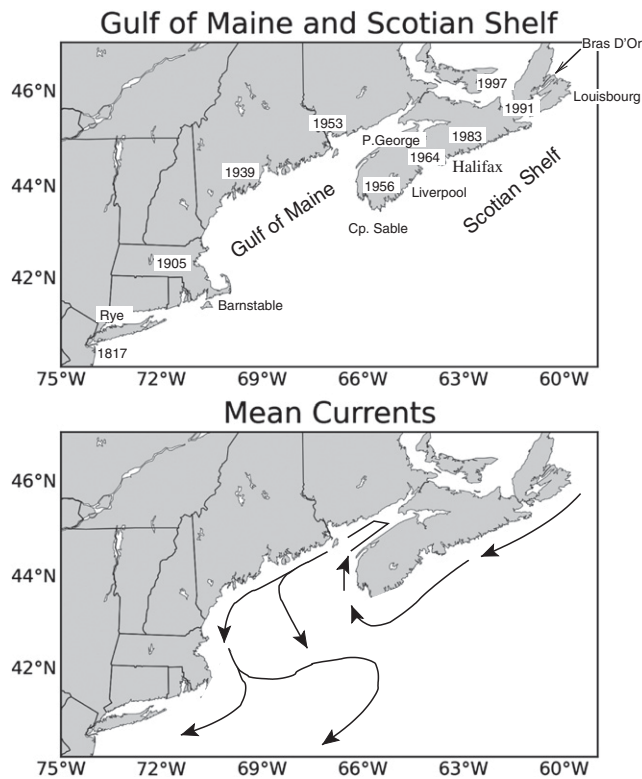 Gulf of Maine and Scotian Shelf
Bras D'Or
46°N
1997
Louisbourg
1991
1953
P.George
1983
1964
Halifax
44°N
1939
1956
Liverpool
Scotian Shelf
Gulf of Maine
Cp. Sable
42°N
1905
Barnstable
Rye
1817
75°W 72°W 69°W 66°W 63°W 60°W
Mean Currents
46°N
44°N
42°N
75°W 72°W 69°W 66°W 63°W 60°W